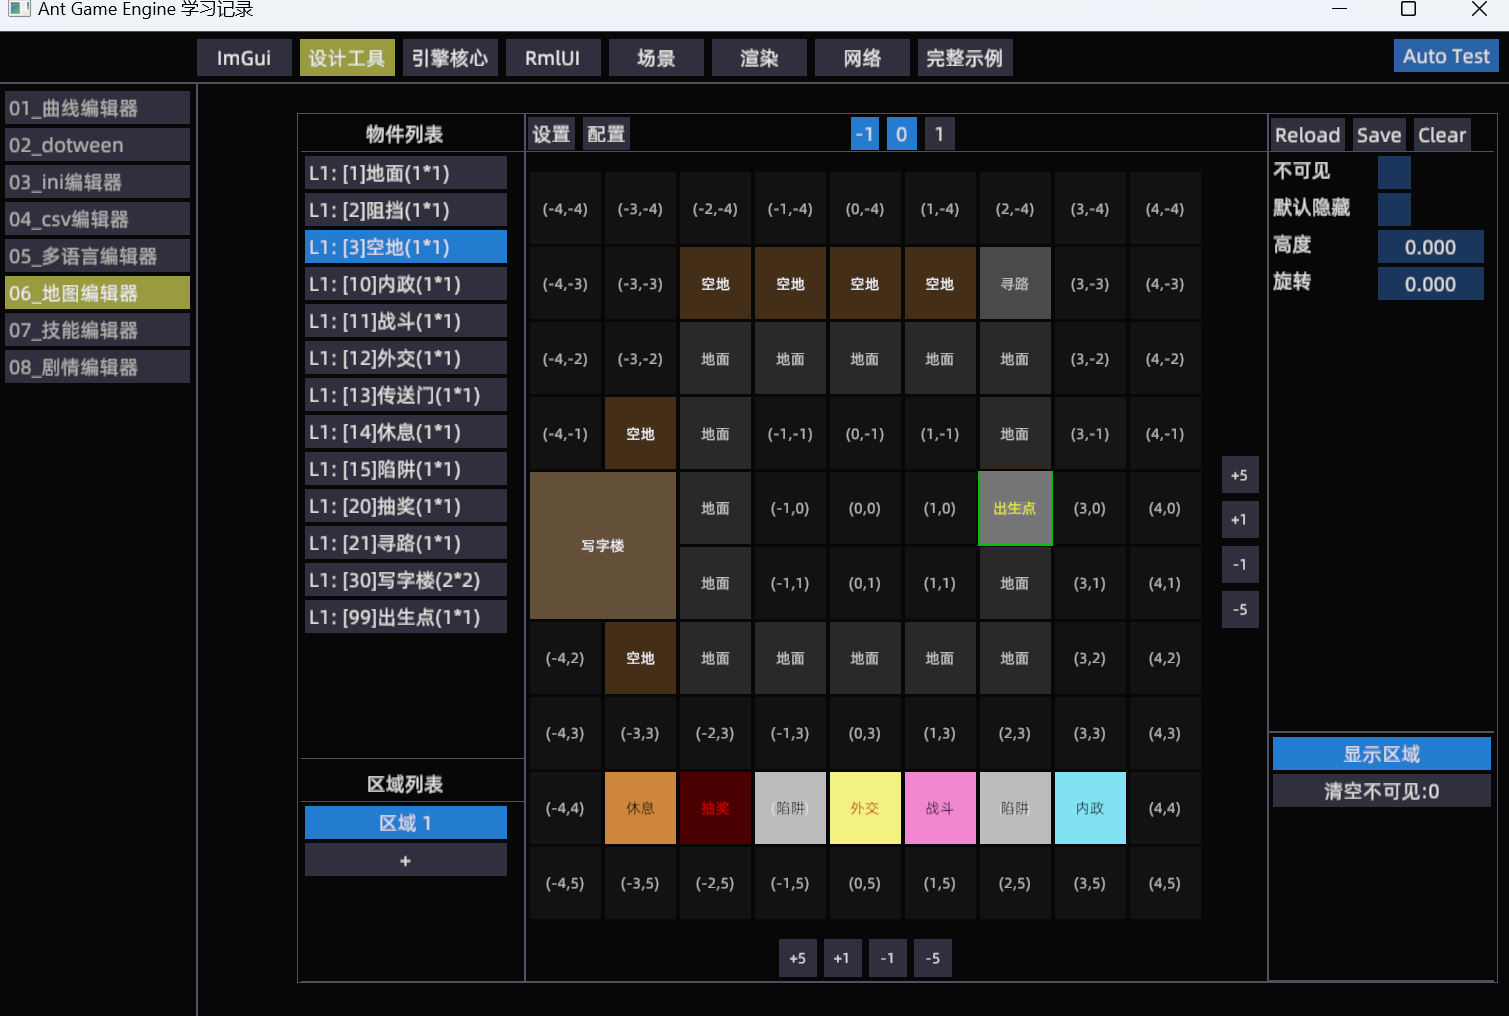 Ant Game Engine 学习记录
ImGui 设计工具 引擎核心 RmlUI 场景 渲染 网络 完整示例 Auto Test
01_曲线编辑器
02_dotween
03_ini编辑器
04_csv编辑器
05_多语言编辑器
06_地图编辑器
07_技能编辑器
08_剧情编辑器
物件列表
L1: [1]地面(1*1)
L1: [2]阻挡(1*1)
L1: [3]空地(1*1)
L1: [10]内政(1*1)
L1: [11]战斗(1*1)
L1: [12]外交(1*1)
L1: [13]传送门(1*1)
L1: [14]休息(1*1)
L1: [15]陷阱(1*1)
L1: [20]抽奖(1*1)
L1: [21]寻路(1*1)
L1: [30]写字楼(2*2)
L1: [99]出生点(1*1)
区域列表
区域 1
+
设置 配置 -1 0 1
(-4,-4) (-3,-4) (-2,-4) (-1,-4) (0,-4) (1,-4) (2,-4) (3,-4) (4,-4)
(-4,-3) (-3,-3) 空地 空地 空地 空地 寻路 (3,-3) (4,-3)
(-4,-2) (-3,-2) 地面 地面 地面 地面 地面 (3,-2) (4,-2)
(-4,-1) 空地 地面 (-1,-1) (0,-1) (1,-1) 地面 (3,-1) (4,-1)
地面 (-1,0) (0,0) (1,0) 出生点 (3,0) (4,0)
写字楼
地面 (-1,1) (0,1) (1,1) 地面 (3,1) (4,1)
(-4,2) 空地 地面 地面 地面 地面 地面 (3,2) (4,2)
(-4,3) (-3,3) (-2,3) (-1,3) (0,3) (1,3) (2,3) (3,3) (4,3)
(-4,4) 休息 抽奖 陷阱 外交 战斗 陷阱 内政 (4,4)
(-4,5) (-3,5) (-2,5) (-1,5) (0,5) (1,5) (2,5) (3,5) (4,5)
+5
+1
-1
-5
+5 +1 -1 -5
Reload Save Clear
不可见
默认隐藏
高度 0.000
旋转 0.000
显示区域
清空不可见:0